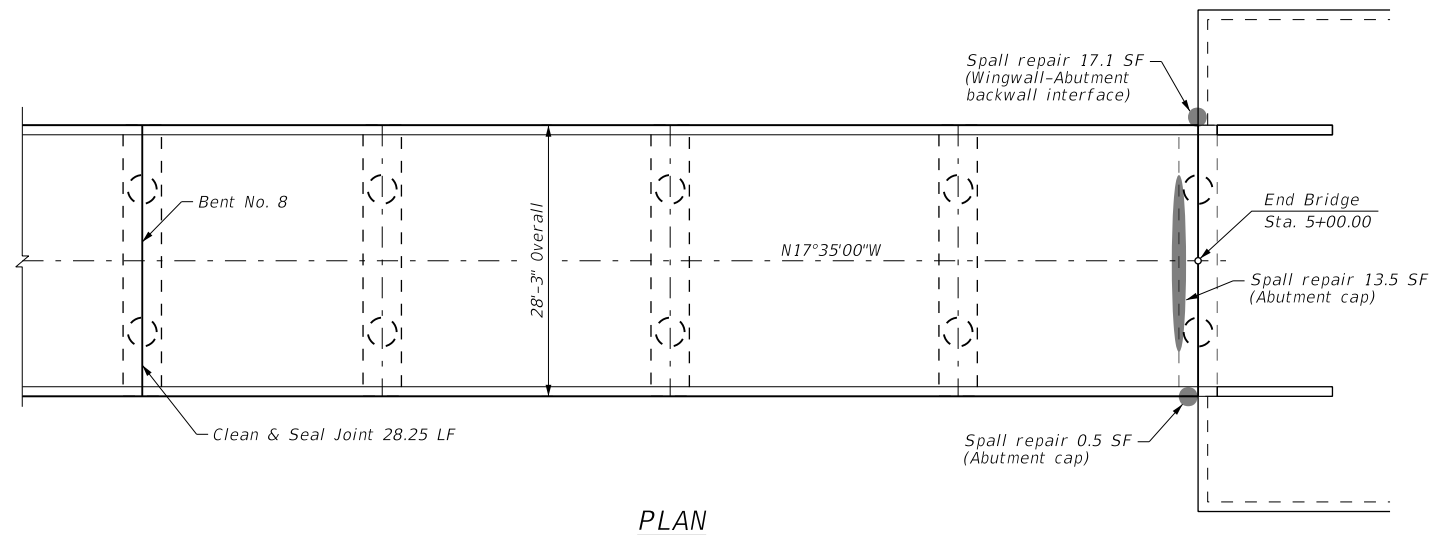 Spall repair 17.1 SF
(Wingwall-Abutment
backwall interface)
Bent No. 8
28'-3" Overall
N17°35'00"W
End Bridge
Sta. 5+00.00
Spall repair 13.5 SF
(Abutment cap)
Clean & Seal Joint 28.25 LF
Spall repair 0.5 SF
(Abutment cap)
PLAN